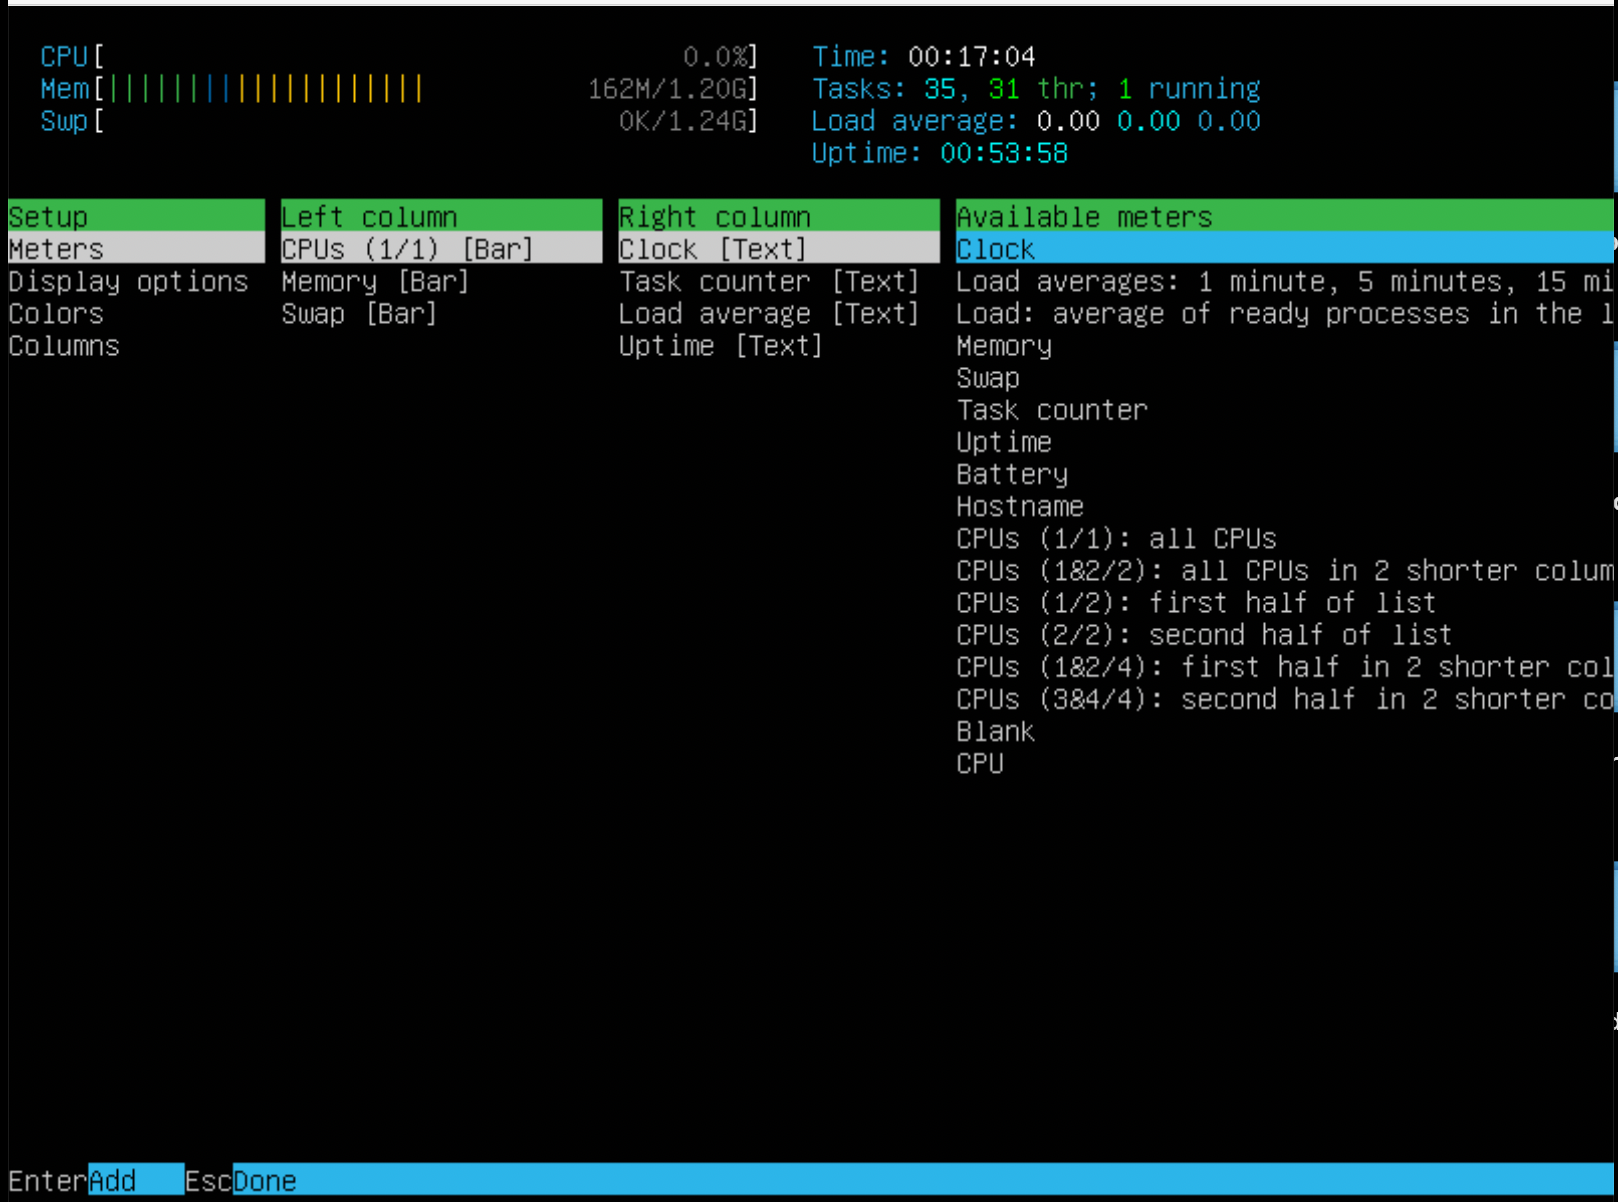 CPU[ 0.0%] Time: 00:17:04
Mem[|||||||||||||||||||| 162M/1.20G] Tasks: 35, 31 thr; 1 running
Swp[ 0K/1.24G] Load average: 0.00 0.00 0.00
Uptime: 00:53:58
Setup Left column Right column Available meters
Meters CPUs (1/1) [Bar] Clock [Text] Clock
Display options Memory [Bar] Task counter [Text] Load averages: 1 minute, 5 minutes, 15 mi
Colors Swap [Bar] Load average [Text] Load: average of ready processes in the l
Columns Uptime [Text] Memory
Swap
Task counter
Uptime
Battery
Hostname
CPUs (1/1): all CPUs
CPUs (1&2/2): all CPUs in 2 shorter colum
CPUs (1/2): first half of list
CPUs (2/2): second half of list
CPUs (1&2/4): first half in 2 shorter col
CPUs (3&4/4): second half in 2 shorter co
Blank
CPU
EnterAdd EscDone